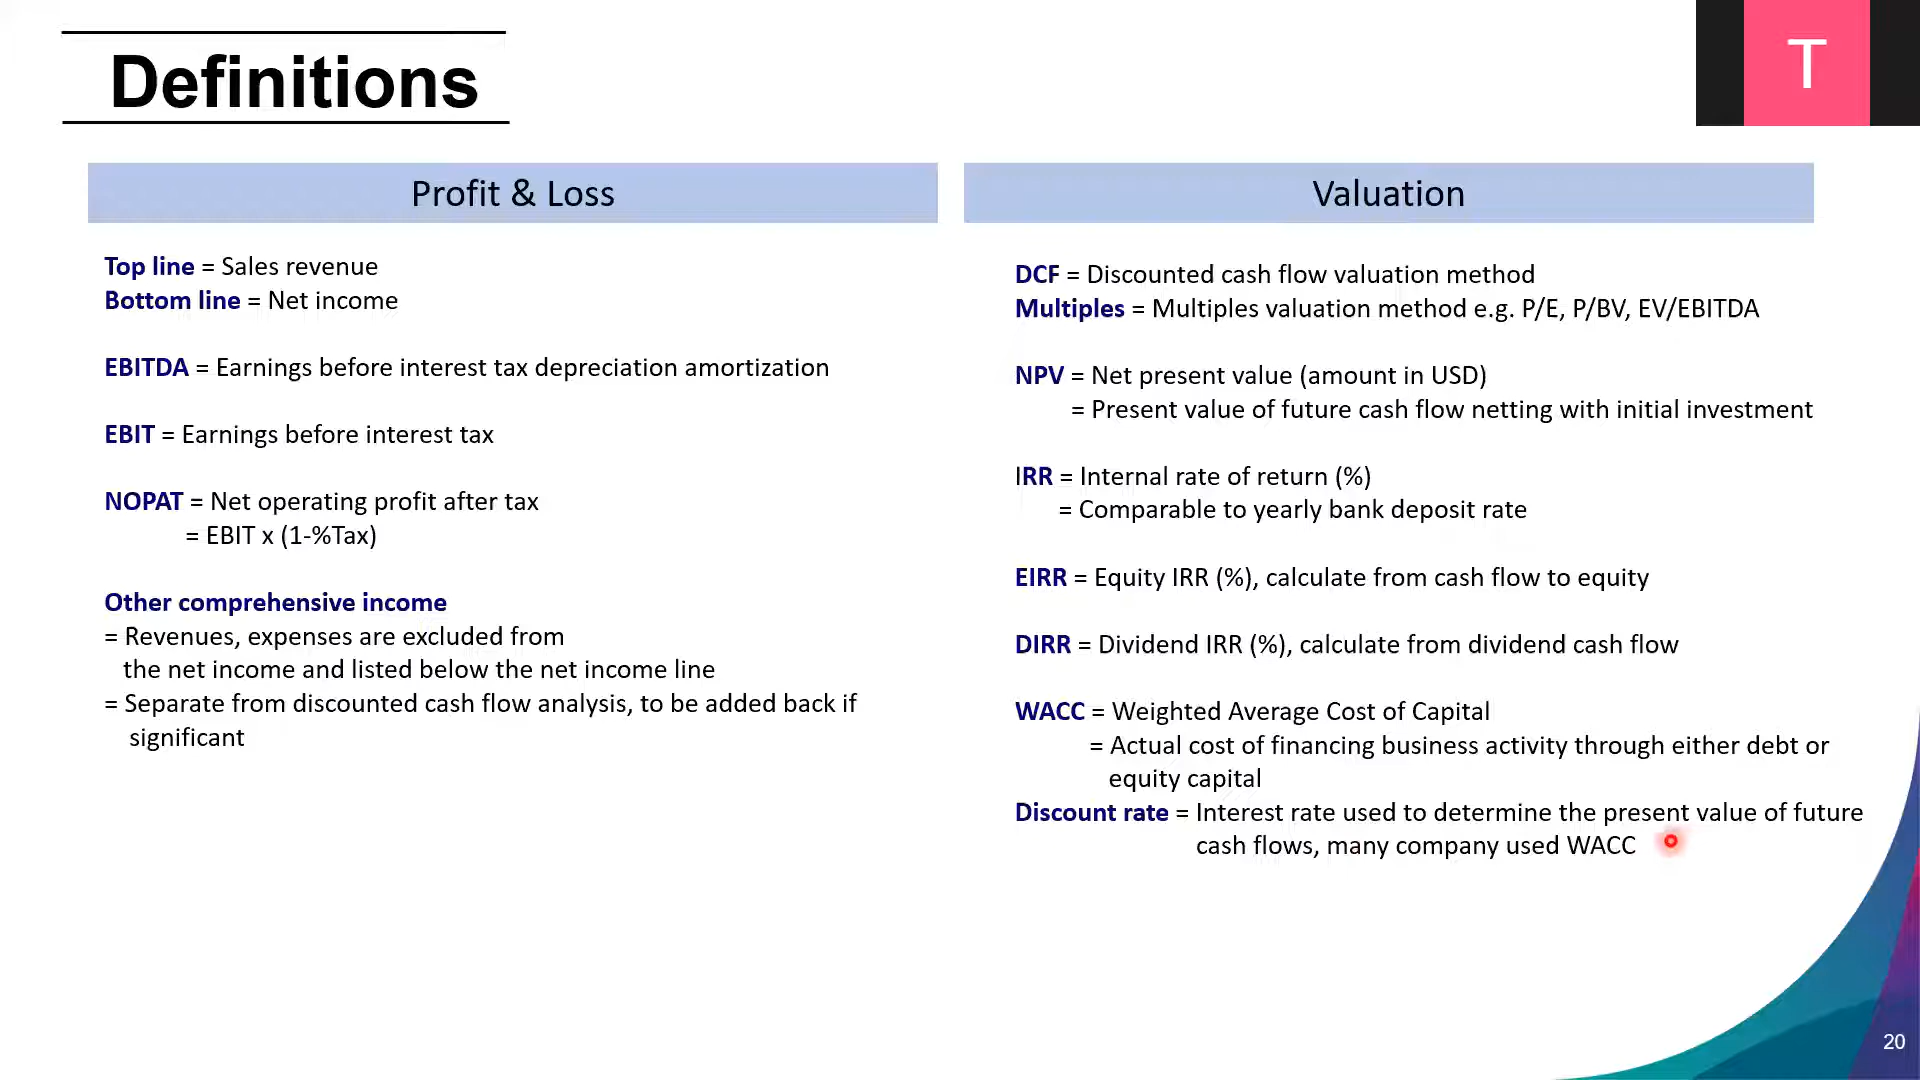 Definitions
T
Profit & Loss
Top line = Sales revenue
Bottom line = Net income
EBITDA = Earnings before interest tax depreciation amortization
EBIT = Earnings before interest tax
NOPAT = Net operating profit after tax
= EBIT x (1-%Tax)
Other comprehensive income
= Revenues, expenses are excluded from
the net income and listed below the net income line
= Separate from discounted cash flow analysis, to be added back if
significant
Valuation
DCF = Discounted cash flow valuation method
Multiples = Multiples valuation method e.g. P/E, P/BV, EV/EBITDA
NPV = Net present value (amount in USD)
= Present value of future cash flow netting with initial investment
IRR = Internal rate of return (%)
= Comparable to yearly bank deposit rate
EIRR = Equity IRR (%), calculate from cash flow to equity
DIRR = Dividend IRR (%), calculate from dividend cash flow
WACC = Weighted Average Cost of Capital
= Actual cost of financing business activity through either debt or
equity capital
Discount rate = Interest rate used to determine the present value of future
cash flows, many company used WACC
20